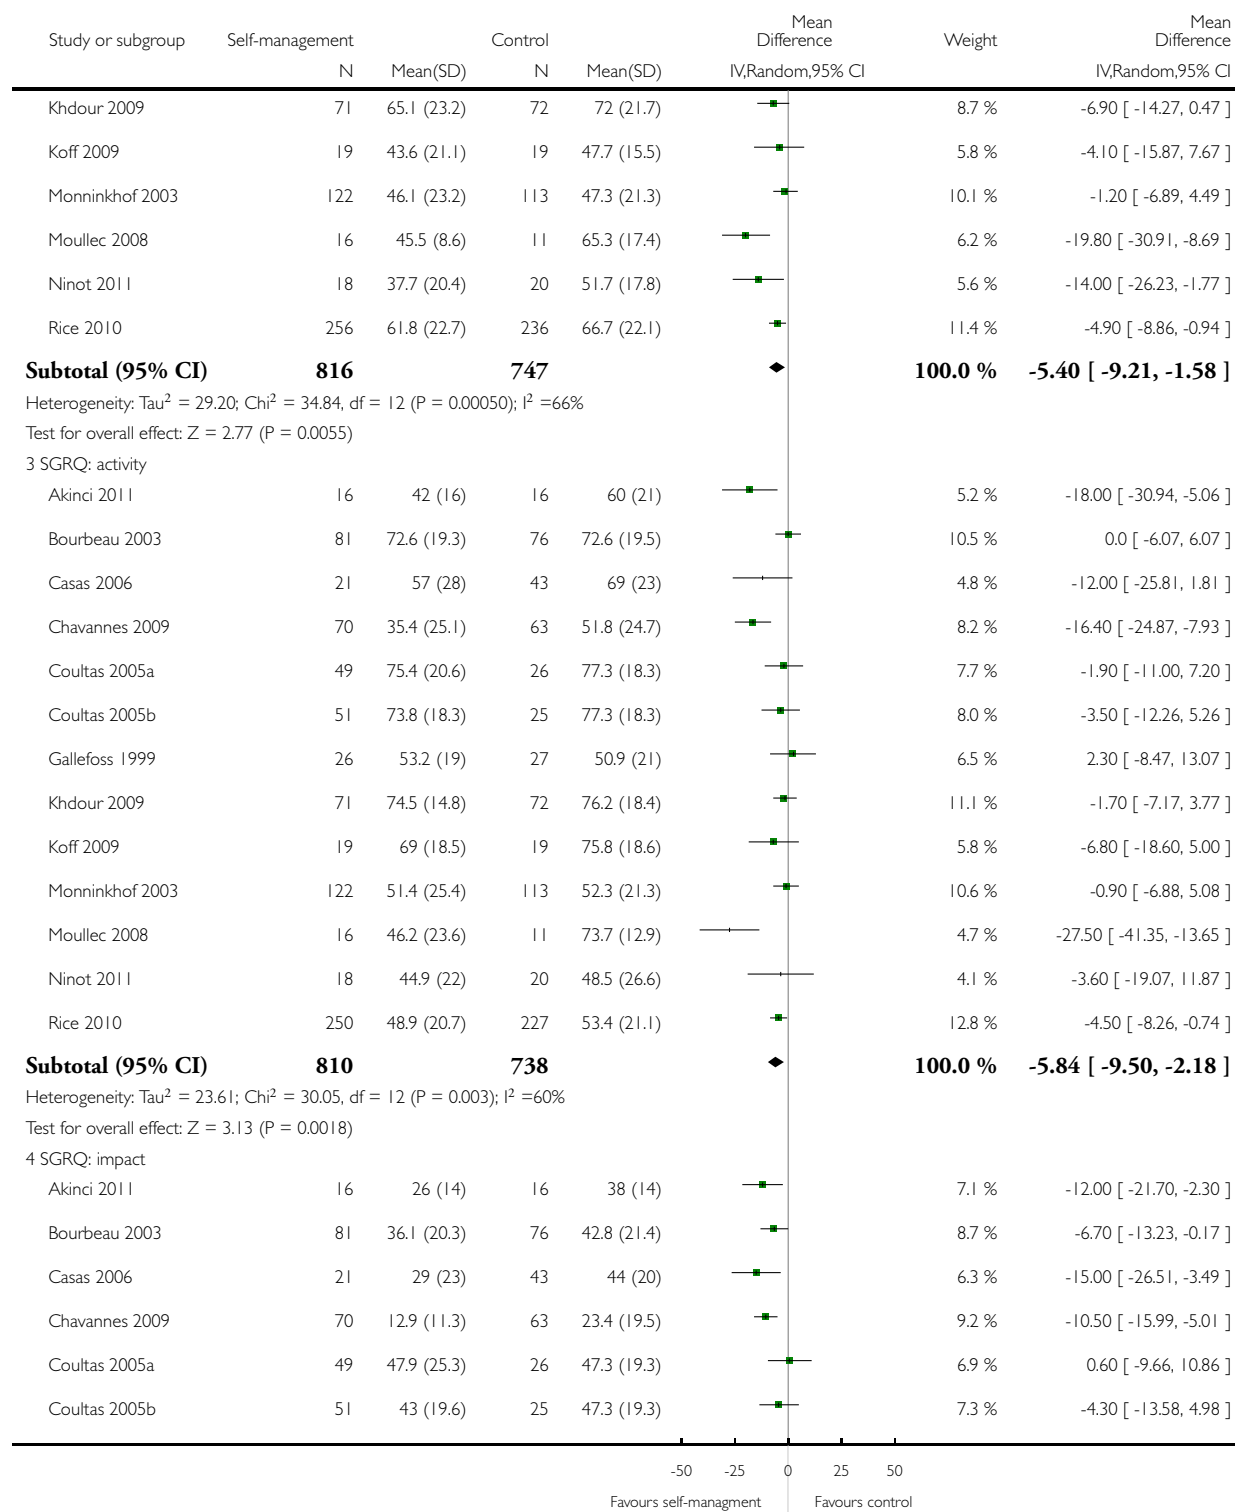 Study or subgroup Self-management Control Mean Difference Weight Mean Difference
N Mean(SD) N Mean(SD) IV,Random,95% CI IV,Random,95% CI
Khdour 2009 71 65.1 (23.2) 72 72 (21.7) 8.7 % -6.90 [ -14.27, 0.47 ]
Koff 2009 19 43.6 (21.1) 19 47.7 (15.5) 5.8 % -4.10 [ -15.87, 7.67 ]
Monninkhof 2003 122 46.1 (23.2) 113 47.3 (21.3) 10.1 % -1.20 [ -6.89, 4.49 ]
Moullec 2008 16 45.5 (8.6) 11 65.3 (17.4) 6.2 % -19.80 [ -30.91, -8.69 ]
Ninot 2011 18 37.7 (20.4) 20 51.7 (17.8) 5.6 % -14.00 [ -26.23, -1.77 ]
Rice 2010 256 61.8 (22.7) 236 66.7 (22.1) 11.4 % -4.90 [ -8.86, -0.94 ]
Subtotal (95% CI) 816 747 100.0 % -5.40 [ -9.21, -1.58 ]
Heterogeneity: Tau² = 29.20; Chi² = 34.84, df = 12 (P = 0.00050); I² =66%
Test for overall effect: Z = 2.77 (P = 0.0055)
3 SGRQ: activity
Akinci 2011 16 42 (16) 16 60 (21) 5.2 % -18.00 [ -30.94, -5.06 ]
Bourbeau 2003 81 72.6 (19.3) 76 72.6 (19.5) 10.5 % 0.0 [ -6.07, 6.07 ]
Casas 2006 21 57 (28) 43 69 (23) 4.8 % -12.00 [ -25.81, 1.81 ]
Chavannes 2009 70 35.4 (25.1) 63 51.8 (24.7) 8.2 % -16.40 [ -24.87, -7.93 ]
Coultas 2005a 49 75.4 (20.6) 26 77.3 (18.3) 7.7 % -1.90 [ -11.00, 7.20 ]
Coultas 2005b 51 73.8 (18.3) 25 77.3 (18.3) 8.0 % -3.50 [ -12.26, 5.26 ]
Gallefoss 1999 26 53.2 (19) 27 50.9 (21) 6.5 % 2.30 [ -8.47, 13.07 ]
Khdour 2009 71 74.5 (14.8) 72 76.2 (18.4) 11.1 % -1.70 [ -7.17, 3.77 ]
Koff 2009 19 69 (18.5) 19 75.8 (18.6) 5.8 % -6.80 [ -18.60, 5.00 ]
Monninkhof 2003 122 51.4 (25.4) 113 52.3 (21.3) 10.6 % -0.90 [ -6.88, 5.08 ]
Moullec 2008 16 46.2 (23.6) 11 73.7 (12.9) 4.7 % -27.50 [ -41.35, -13.65 ]
Ninot 2011 18 44.9 (22) 20 48.5 (26.6) 4.1 % -3.60 [ -19.07, 11.87 ]
Rice 2010 250 48.9 (20.7) 227 53.4 (21.1) 12.8 % -4.50 [ -8.26, -0.74 ]
Subtotal (95% CI) 810 738 100.0 % -5.84 [ -9.50, -2.18 ]
Heterogeneity: Tau² = 23.61; Chi² = 30.05, df = 12 (P = 0.003); I² =60%
Test for overall effect: Z = 3.13 (P = 0.0018)
4 SGRQ: impact
Akinci 2011 16 26 (14) 16 38 (14) 7.1 % -12.00 [ -21.70, -2.30 ]
Bourbeau 2003 81 36.1 (20.3) 76 42.8 (21.4) 8.7 % -6.70 [ -13.23, -0.17 ]
Casas 2006 21 29 (23) 43 44 (20) 6.3 % -15.00 [ -26.51, -3.49 ]
Chavannes 2009 70 12.9 (11.3) 63 23.4 (19.5) 9.2 % -10.50 [ -15.99, -5.01 ]
Coultas 2005a 49 47.9 (25.3) 26 47.3 (19.3) 6.9 % 0.60 [ -9.66, 10.86 ]
Coultas 2005b 51 43 (19.6) 25 47.3 (19.3) 7.3 % -4.30 [ -13.58, 4.98 ]
-50 -25 0 25 50
Favours self-managment Favours control